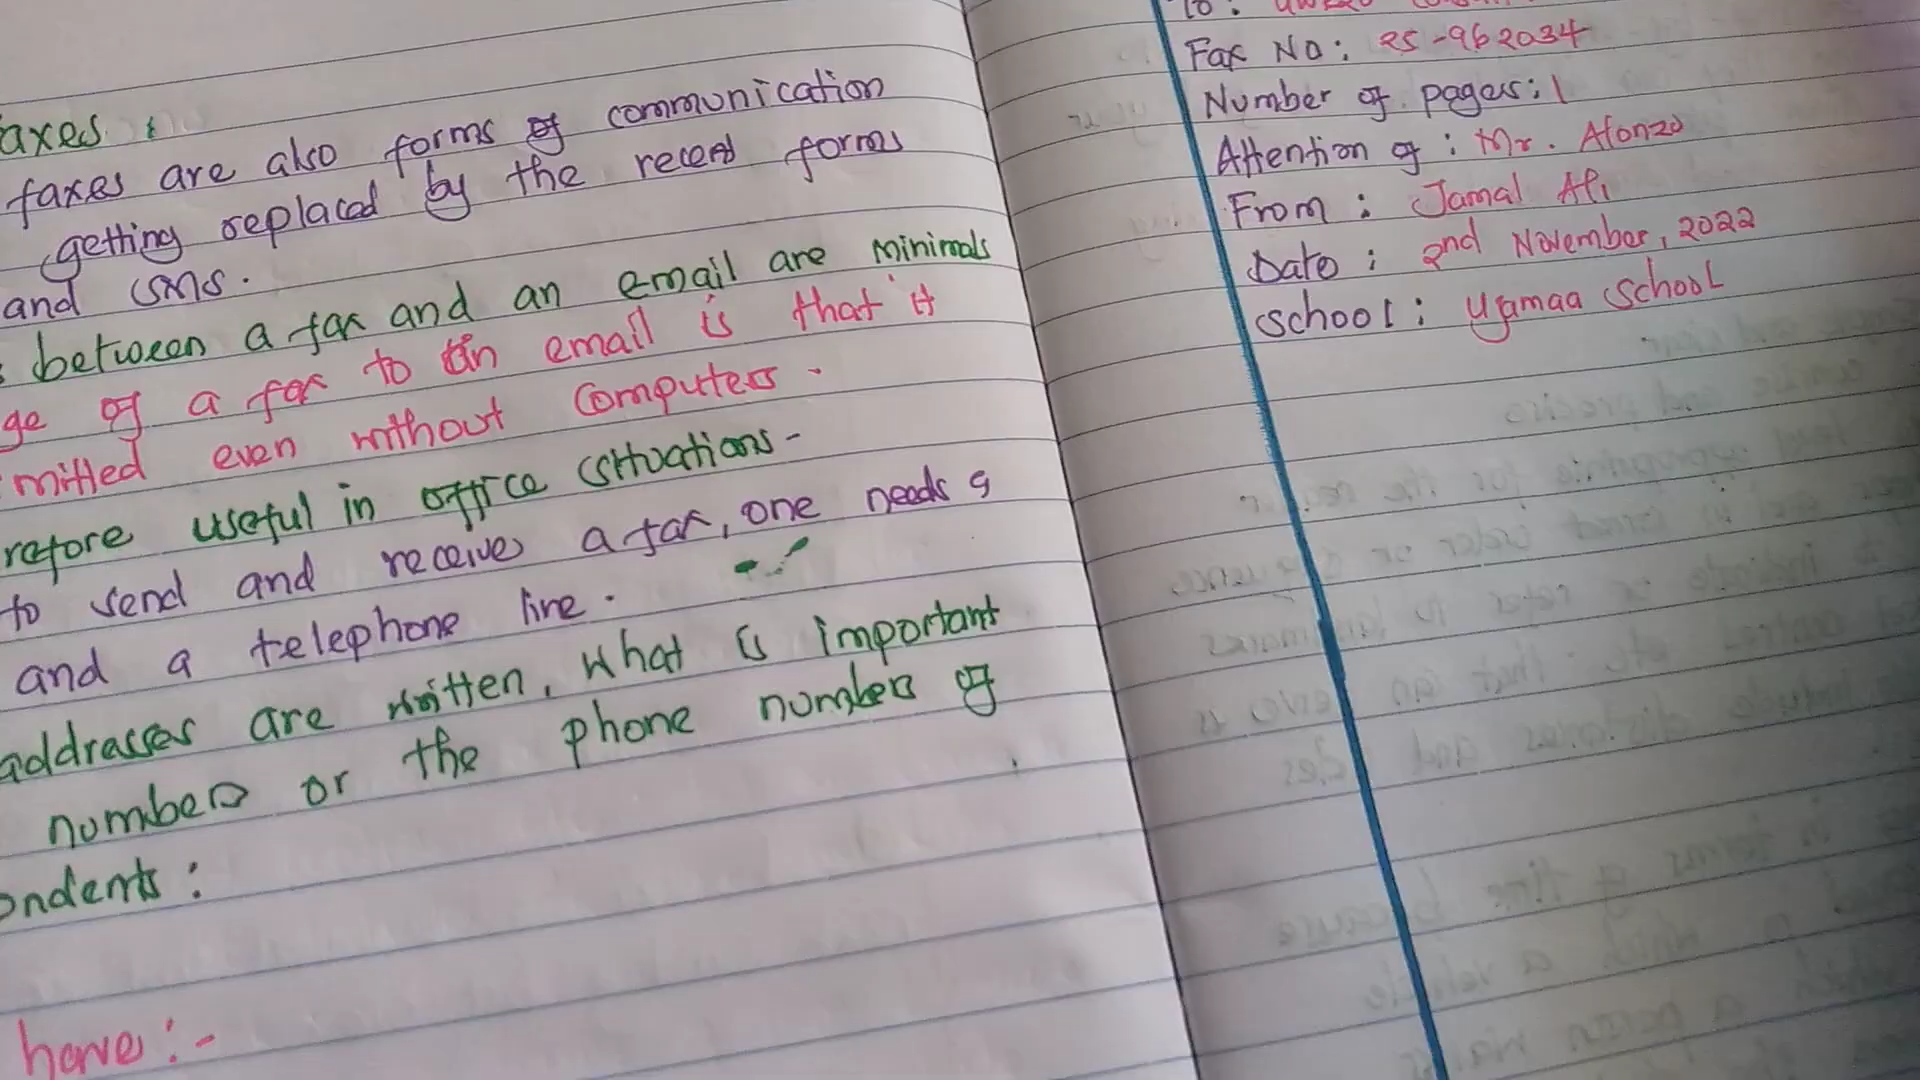 axes :
faxes are also forms of communication
getting replaced by the recent forms
and sms.
between a fax and an email are minimals
ge of a fax to an email is that it
mitted even without computers.
refore useful in office situations-
to send and receive a fax, one needs a
and a telephone line.
addresses are written, what is important
numbers or the phone numbers of
ondents:
have:-
To:
Fax No: 25-962034
Number of pages: 1
Attention of: Mr. Afonzo
From: Jamal Ali
Date: 2nd November, 2022
School: Ujamaa School